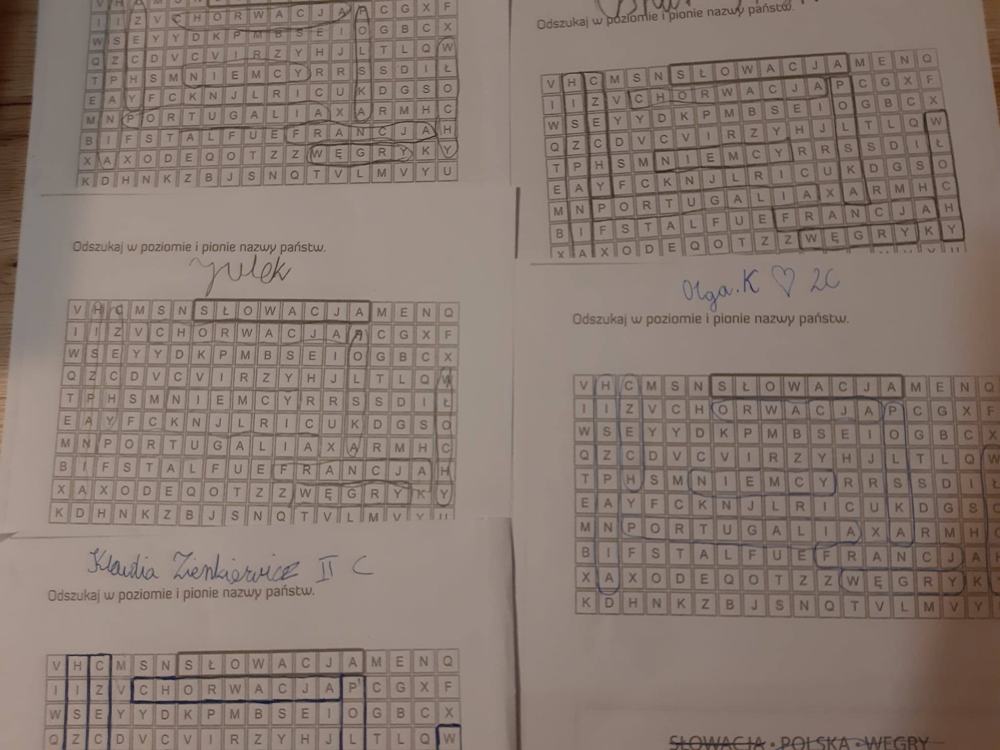 I I Z V C H O R W A C J A P C G X F
W S E Y Y D K P M B S E I O G B C X
Q Z C D V C V I R Z Y H J L T L Q W
T P H S M N I E M C Y R R S S D I Ł
E A Y F C K N J L R I C U K D G S O
M N P O R T U G A L I A X A R M H C
B I F S T A L F U E F R A N C J A H
X A X O D E Q O T Z Z W Ę G R Y K Y
K D H N K Z B J S N Q T V L M V Y U
Odszukaj w poziomie i pionie nazwy państw.
V H C M S N S Ł O W A C J A M E N Q
I I Z V C H O R W A C J A P C G X F
W S E Y Y D K P M B S E I O G B C X
Q Z C D V C V I R Z Y H J L T L Q W
T P H S M N I E M C Y R R S S D I Ł
E A Y F C K N J L R I C U K D G S O
M N P O R T U G A L I A X A R M H C
B I F S T A L F U E F R A N C J A H
X A X O D E Q O T Z Z W Ę G R Y K Y
Odszukaj w poziomie i pionie nazwy państw.
Julek
V H C M S N S Ł O W A C J A M E N Q
I I Z V C H O R W A C J A P C G X F
W S E Y Y D K P M B S E I O G B C X
Q Z C D V C V I R Z Y H J L T L Q W
T P H S M N I E M C Y R R S S D I Ł
E A Y F C K N J L R I C U K D G S O
M N P O R T U G A L I A X A R M H C
B I F S T A L F U E F R A N C J A H
X A X O D E Q O T Z Z W Ę G R Y K Y
K D H N K Z B J S N Q T V L M V Y U
Olga.K ♡ 2C
Odszukaj w poziomie i pionie nazwy państw.
V H C M S N S Ł O W A C J A M E N Q
I I Z V C H O R W A C J A P C G X F
W S E Y Y D K P M B S E I O G B C X
Q Z C D V C V I R Z Y H J L T L Q W
T P H S M N I E M C Y R R S S D I Ł
E A Y F C K N J L R I C U K D G S O
M N P O R T U G A L I A X A R M H C
B I F S T A L F U E F R A N C J A H
X A X O D E Q O T Z Z W Ę G R Y K
K D H N K Z B J S N Q T V L M V Y
Klaudia Zienkiewicz II C
Odszukaj w poziomie i pionie nazwy państw.
V H C M S N S Ł O W A C J A M E N Q
I I Z V C H O R W A C J A P C G X F
W S E Y Y D K P M B S E I O G B C X
Q Z C D V C V I R Z Y H J L T L Q W
SŁOWACJA • POLSKA • WĘGRY